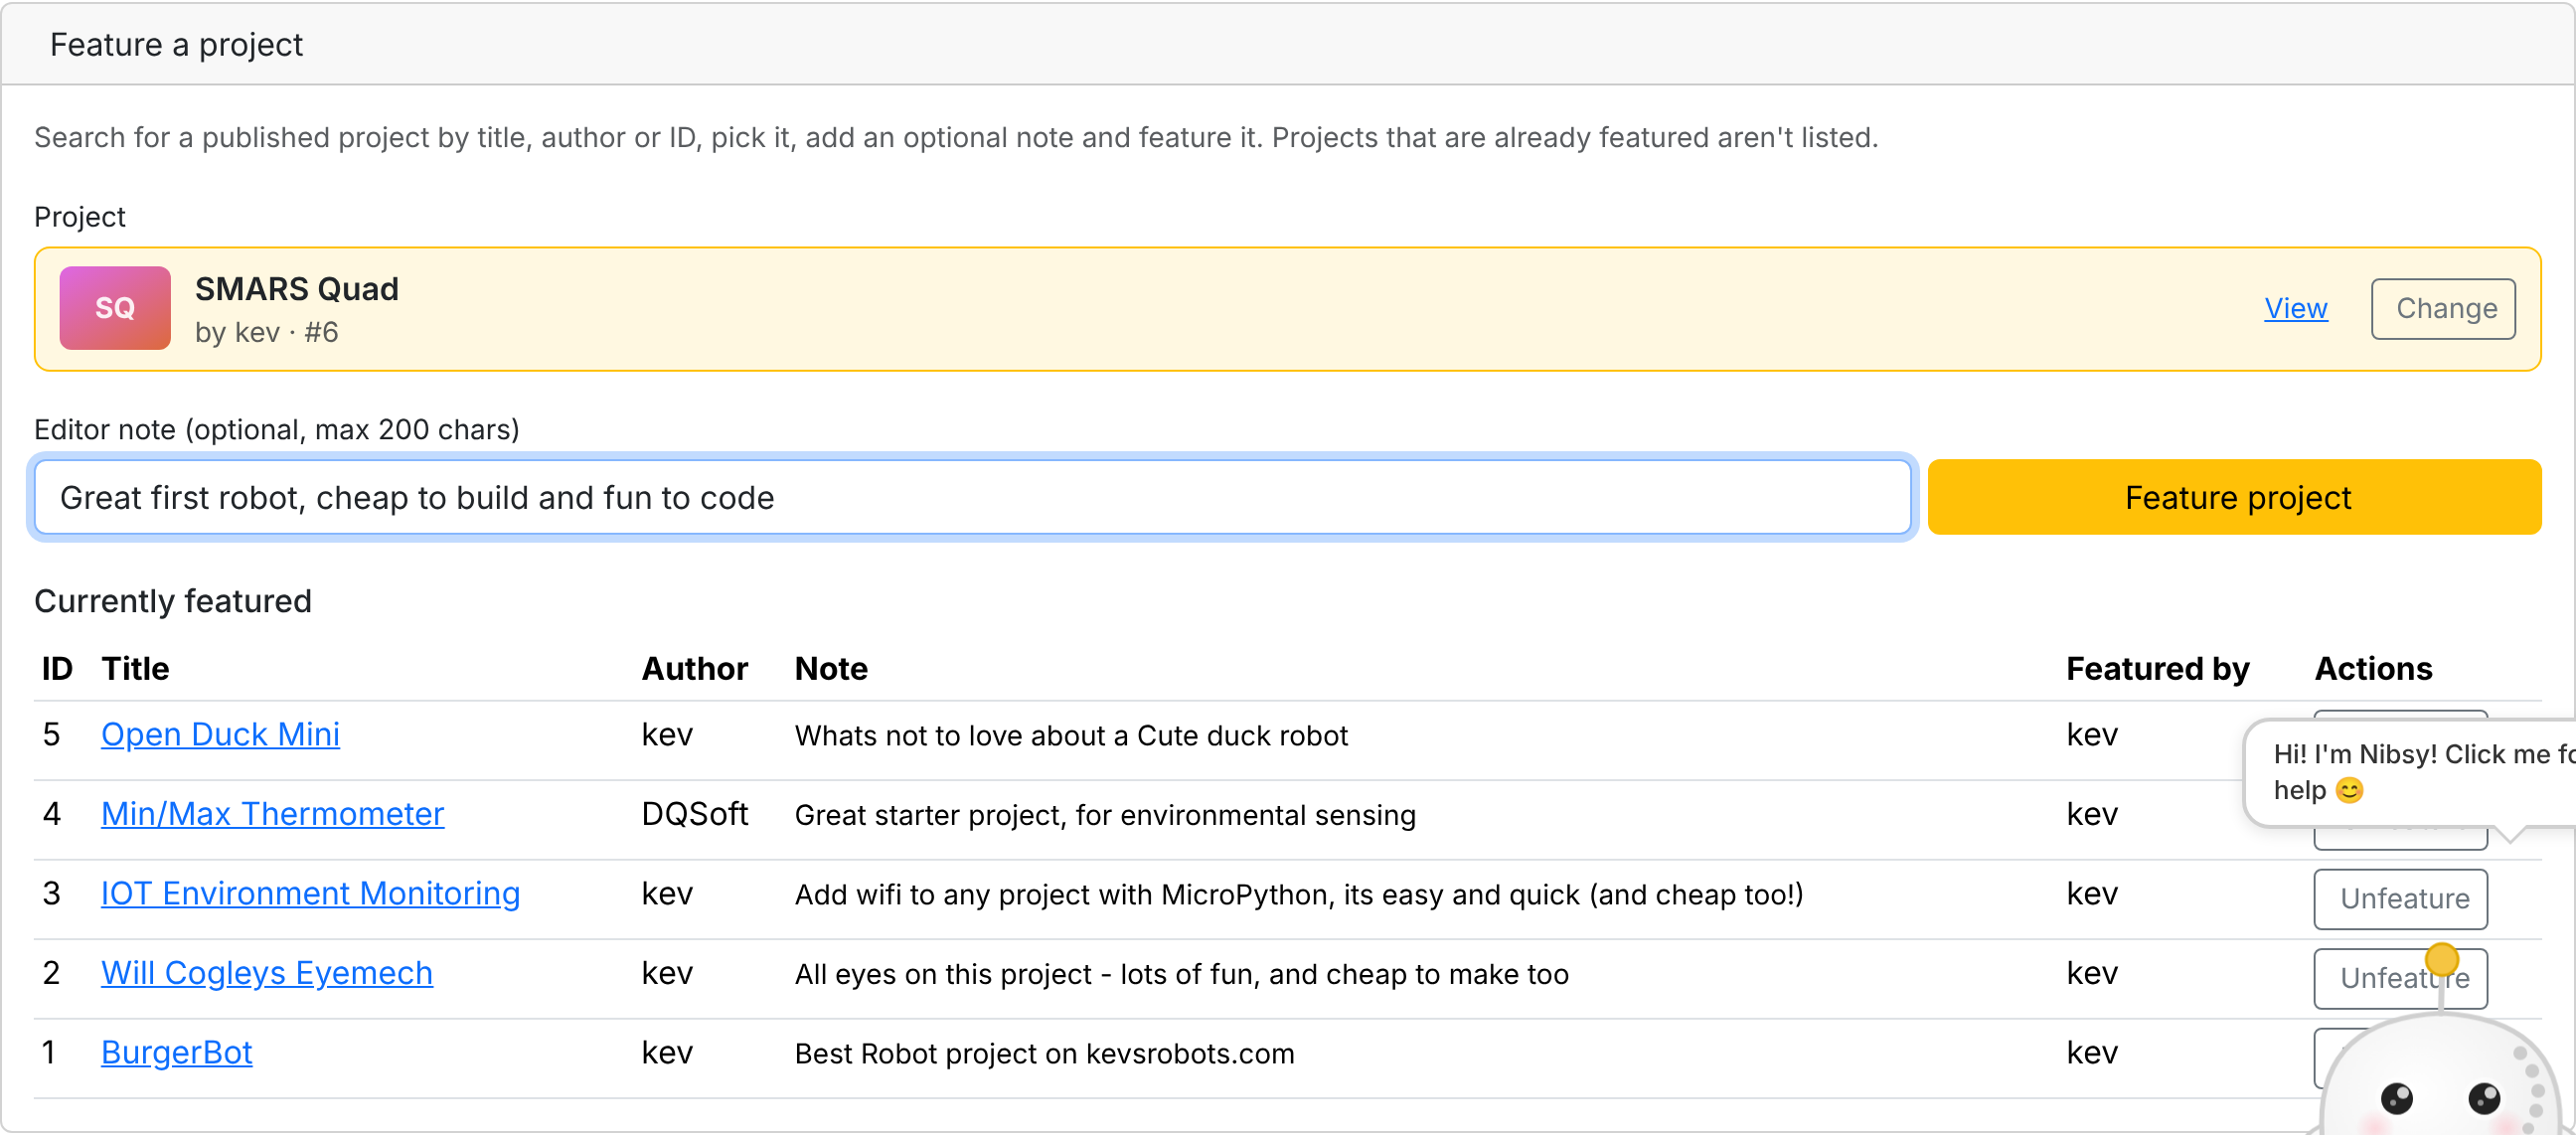 Feature a project
Search for a published project by title, author or ID, pick it, add an optional note and feature it. Projects that are already featured aren't listed.
Project
SQ
SMARS Quad
by kev · #6
View
Change
Editor note (optional, max 200 chars)
Great first robot, cheap to build and fun to code
Feature project
Currently featured
ID Title Author Note Featured by Actions
5 Open Duck Mini kev Whats not to love about a Cute duck robot kev
Hi! I'm Nibsy! Click me
help 😊
4 Min/Max Thermometer DQSoft Great starter project, for environmental sensing kev
3 IOT Environment Monitoring kev Add wifi to any project with MicroPython, its easy and quick (and cheap too!) kev Unfeature
2 Will Cogleys Eyemech kev All eyes on this project - lots of fun, and cheap to make too kev Unfeature
1 BurgerBot kev Best Robot project on kevsrobots.com kev